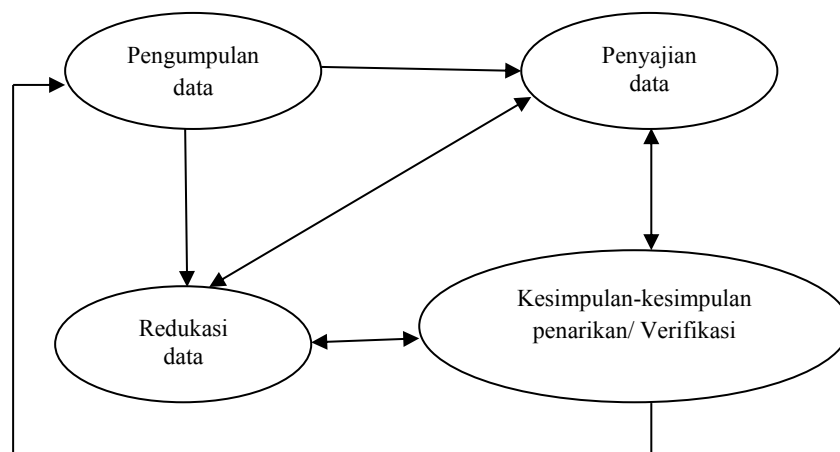 Pengumpulan
data
Penyajian
data
Redukasi
data
Kesimpulan-kesimpulan
penarikan/ Verifikasi